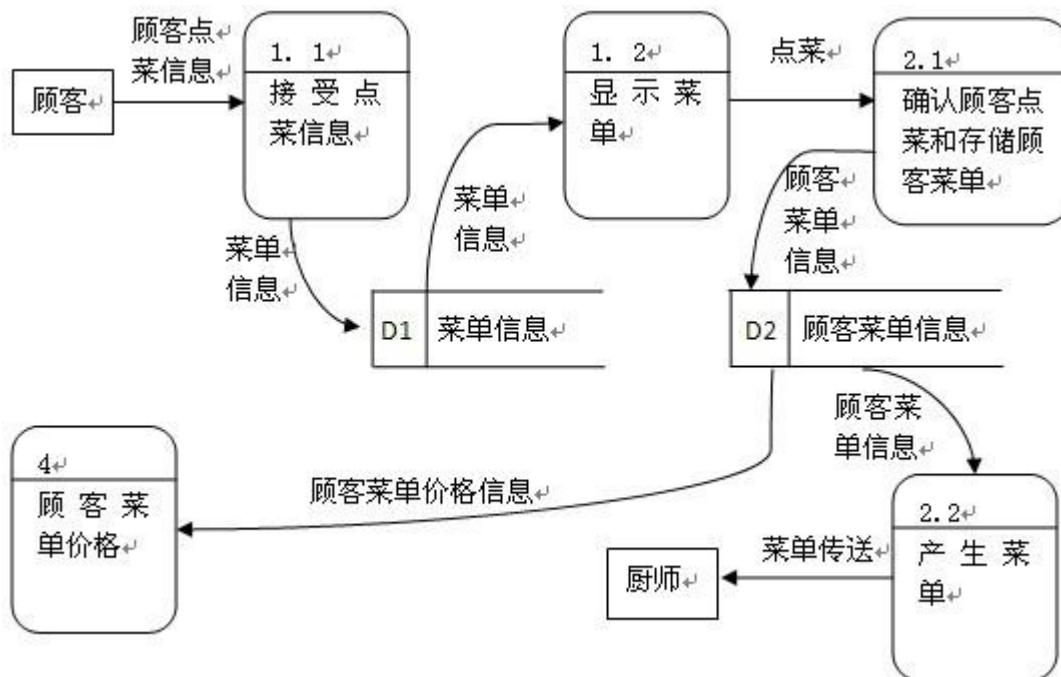 顾客点
菜信息
顾客
1. 1
接受点
菜信息
1. 2
显示菜
单
点菜
2.1
确认顾客点
菜和存储顾
客菜单
菜单
信息
菜单
信息
顾客
菜单
信息
D1
菜单信息
D2
顾客菜单信息
顾客菜
单信息
4
顾客菜
单价格
顾客菜单价格信息
2.2
产生菜
单
菜单传送
厨师